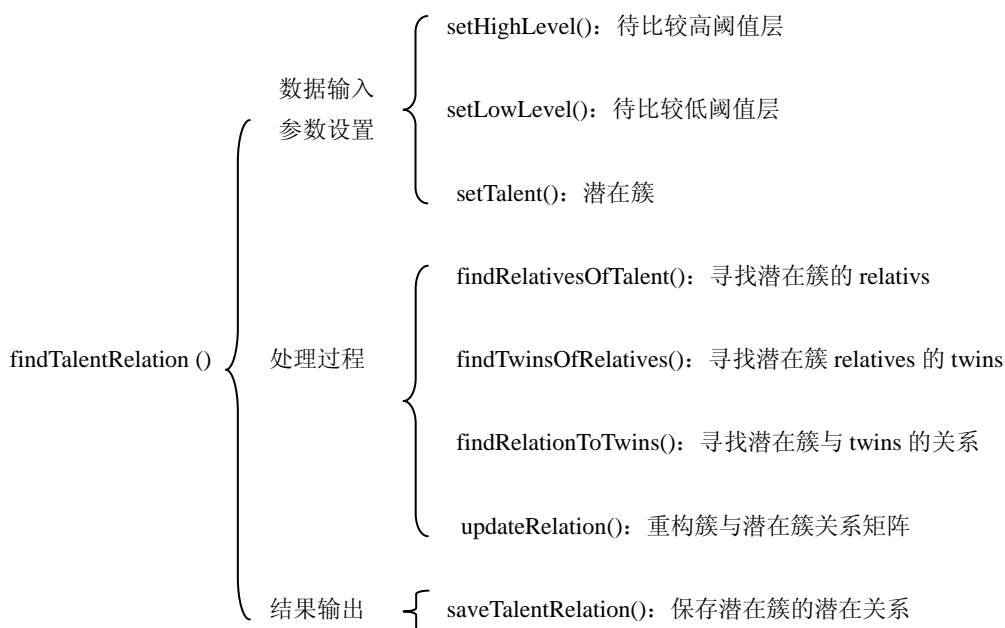 setHighLevel()：待比较高阈值层
数据输入
参数设置
setLowLevel()：待比较低阈值层
setTalent()：潜在簇
findTalentRelation ()
处理过程
findRelativesOfTalent()：寻找潜在簇的 relativs
findTwinsOfRelatives()：寻找潜在簇 relatives 的 twins
findRelationToTwins()：寻找潜在簇与 twins 的关系
updateRelation()：重构簇与潜在簇关系矩阵
结果输出
saveTalentRelation()：保存潜在簇的潜在关系